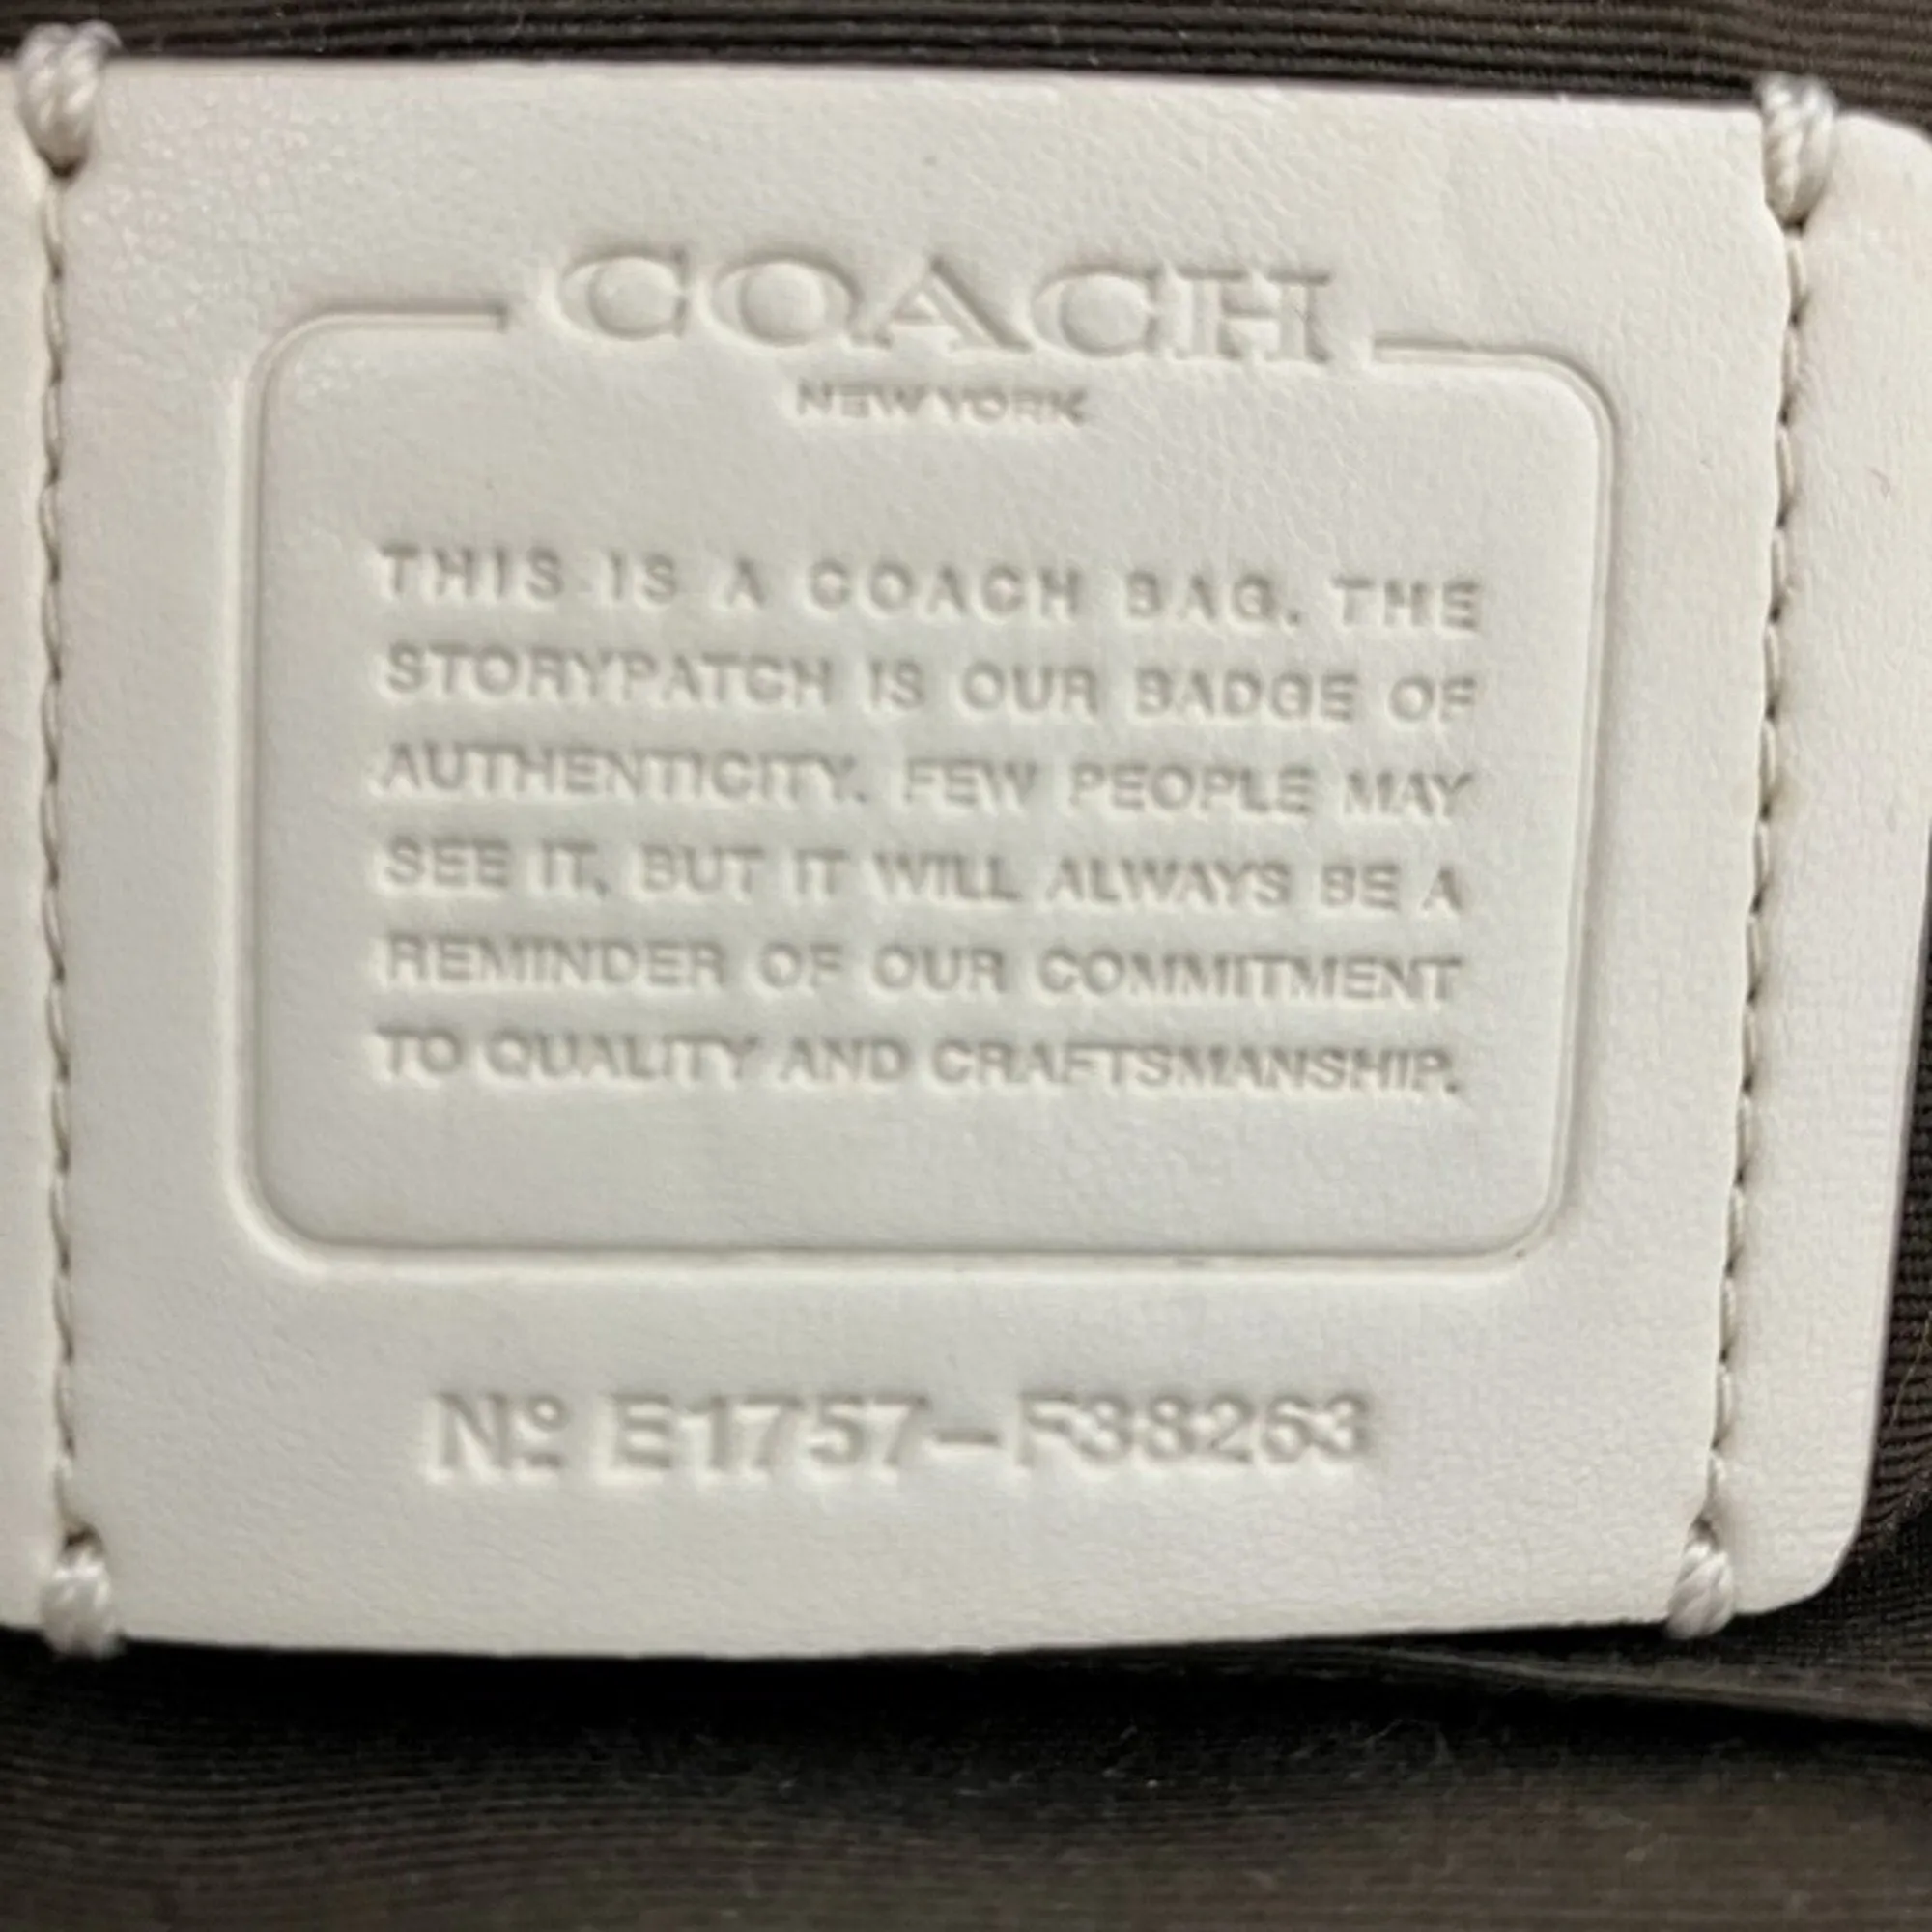 COACH
NEW YORK
THIS IS A COACH BAG. THE
STORYPATCH IS OUR BADGE OF
AUTHENTICITY. FEW PEOPLE MAY
SEE IT, BUT IT WILL ALWAYS BE A
REMINDER OF OUR COMMITMENT
TO QUALITY AND CRAFTSMANSHIP.
Nº E1757-F38263